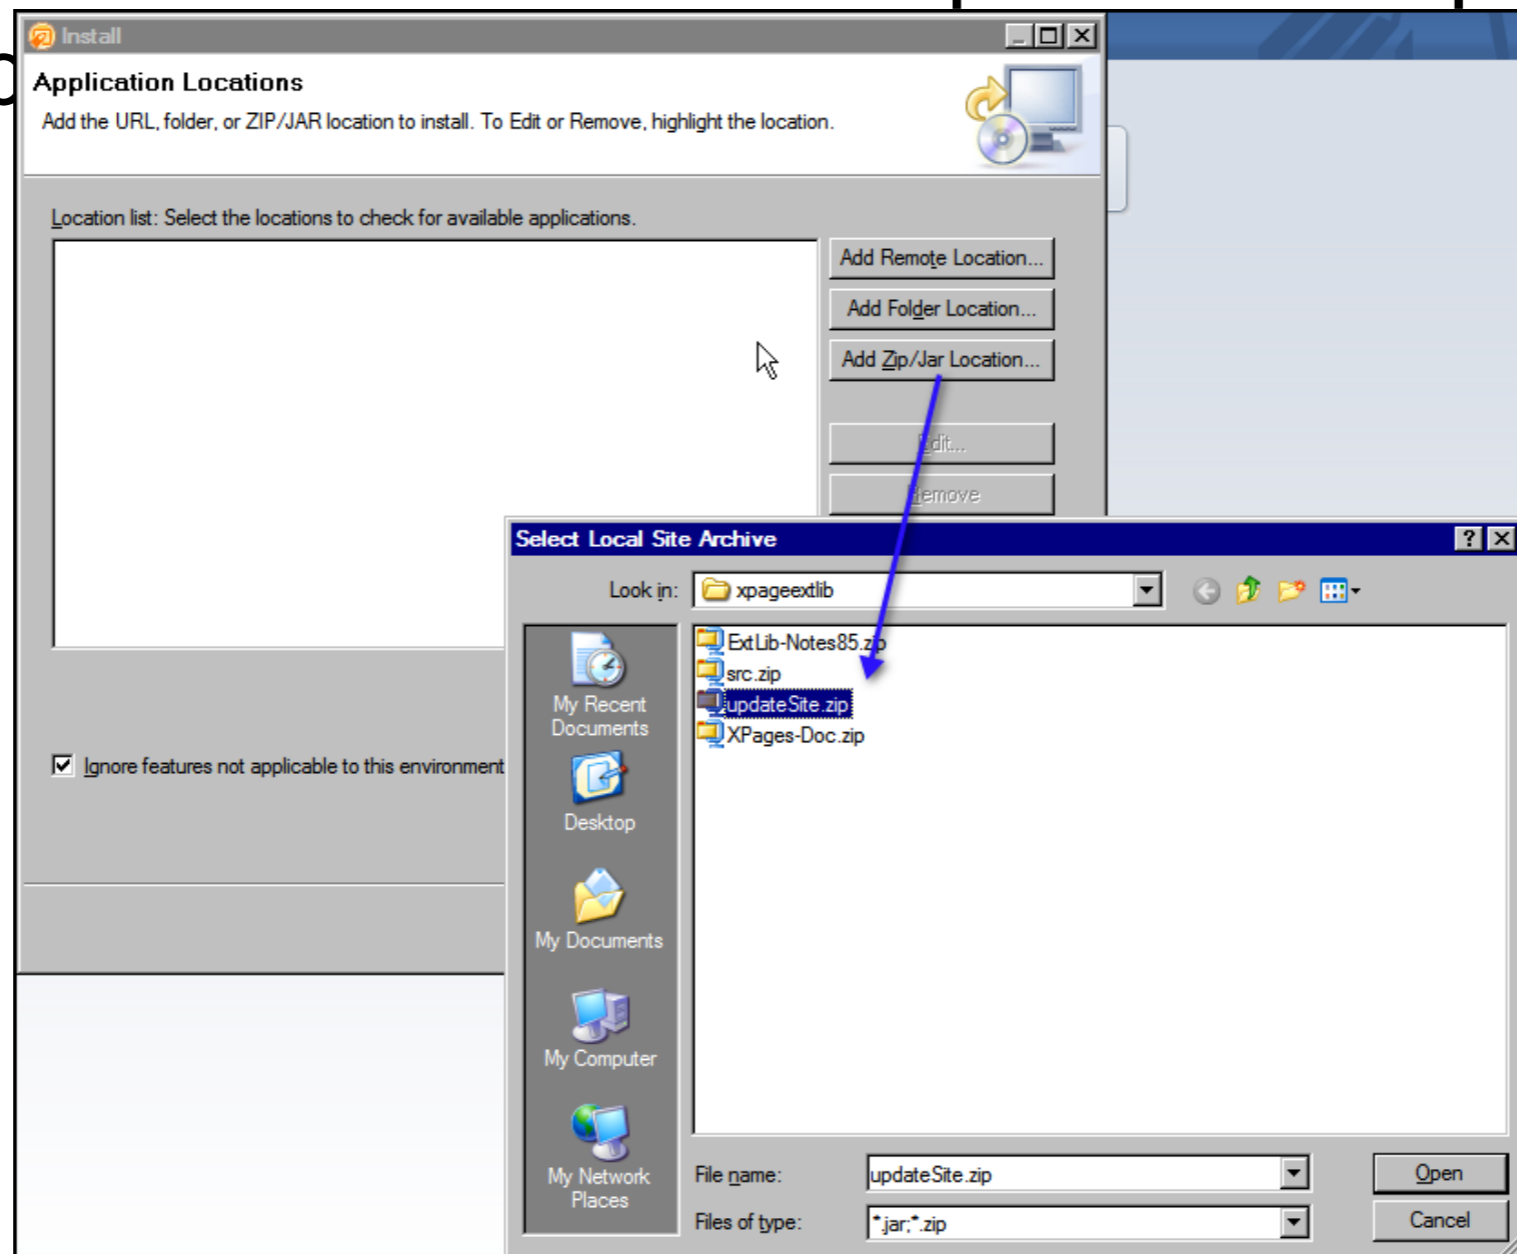 Install
Application Locations
Add the URL, folder, or ZIP/JAR location to install. To Edit or Remove, highlight the location.
Location list: Select the locations to check for available applications.
Add Remote Location...
Add Folder Location...
Add Zip/Jar Location...
Edit...
Remove
Ignore features not applicable to this environment
Select Local Site Archive
Look in:
xpageextlib
My Recent
Documents
Desktop
My Documents
My Computer
My Network
Places
ExtLib-Notes85.zip
src.zip
updateSite.zip
XPages-Doc.zip
File name:
updateSite.zip
Open
Files of type:
*.jar;*.zip
Cancel